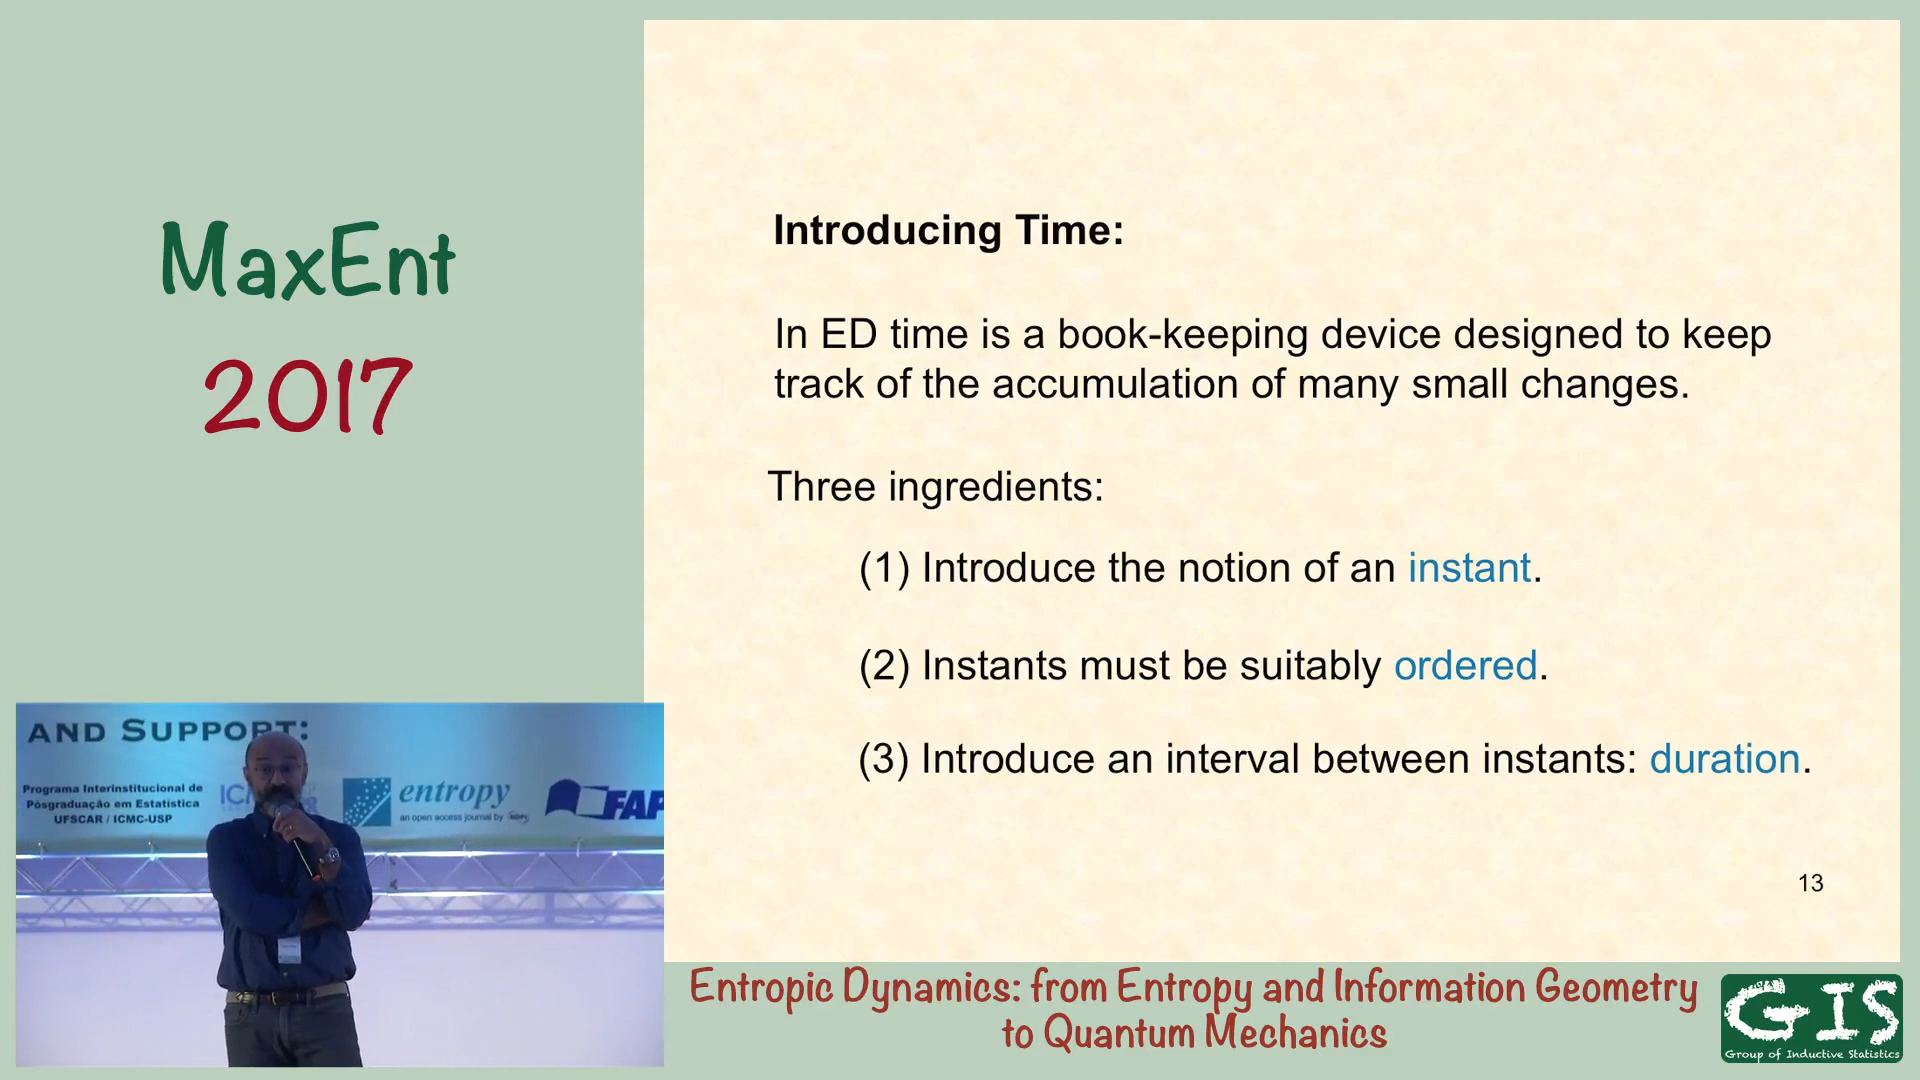 MaxEnt
2017
Introducing Time:
In ED time is a book-keeping device designed to keep
track of the accumulation of many small changes.
Three ingredients:
(1) Introduce the notion of an instant.
(2) Instants must be suitably ordered.
(3) Introduce an interval between instants: duration.
13
AND SUPPORT:
Programa Interinstitucional de
Pósgraduação em Estatística
UFSCAR / ICMC-USP
entropy
an open access journal by
FAP
Entropic Dynamics: from Entropy and Information Geometry
to Quantum Mechanics
GIS
Group of Inductive Statistics